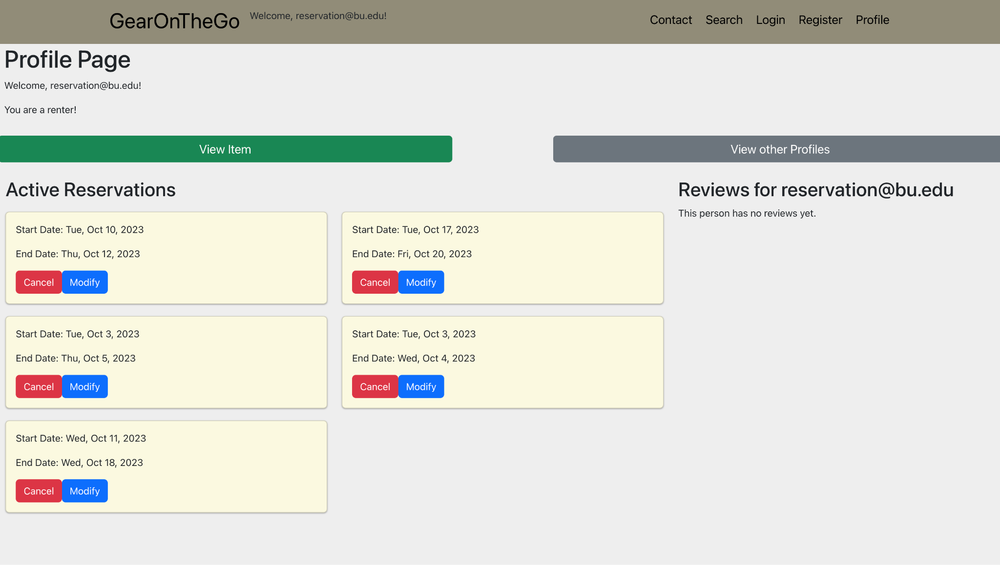 GearOnTheGo
Welcome, reservation@bu.edu!
Contact Search Login Register Profile
Profile Page
Welcome, reservation@bu.edu!
You are a renter!
View Item
View other Profiles
Active Reservations
Start Date: Tue, Oct 10, 2023
End Date: Thu, Oct 12, 2023
Cancel Modify
Start Date: Tue, Oct 17, 2023
End Date: Fri, Oct 20, 2023
Cancel Modify
Start Date: Tue, Oct 3, 2023
End Date: Thu, Oct 5, 2023
Cancel Modify
Start Date: Tue, Oct 3, 2023
End Date: Wed, Oct 4, 2023
Cancel Modify
Start Date: Wed, Oct 11, 2023
End Date: Wed, Oct 18, 2023
Cancel Modify
Reviews for reservation@bu.edu
This person has no reviews yet.